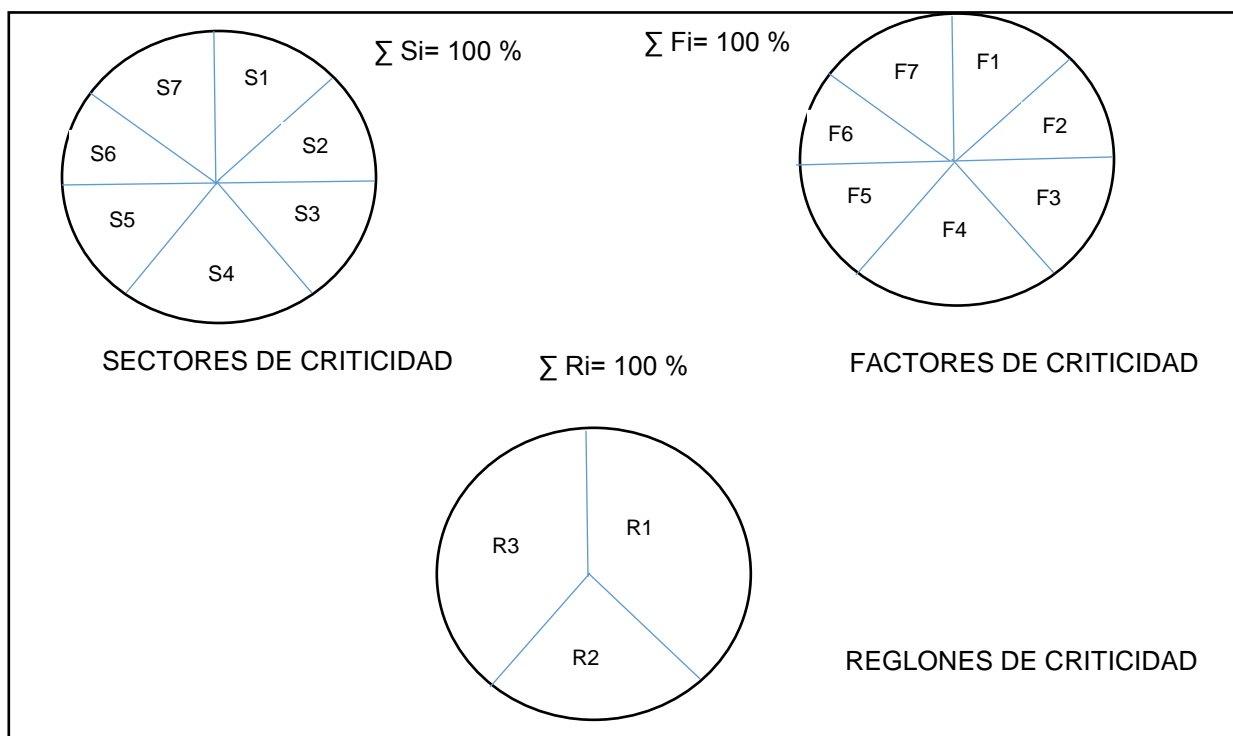 ∑ Si= 100 %
S1
S2
S3
S4
S5
S6
S7
SECTORES DE CRITICIDAD
∑ Fi= 100 %
F1
F2
F3
F4
F5
F6
F7
FACTORES DE CRITICIDAD
∑ Ri= 100 %
R1
R2
R3
REGLONES DE CRITICIDAD